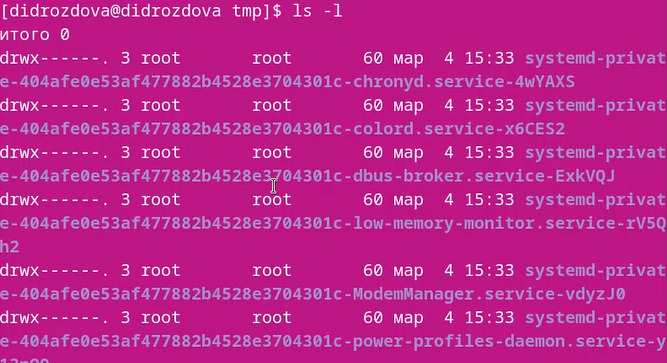 [didrozdova@didrozdova tmp]$ ls -l
итого 0
drwx------. 3 root       root       60 мар  4 15:33 systemd-privat
e-404afe0e53af477882b4528e3704301c-chronyd.service-4wYAXS
drwx------. 3 root       root       60 мар  4 15:33 systemd-privat
e-404afe0e53af477882b4528e3704301c-colord.service-x6CES2
drwx------. 3 root       root       60 мар  4 15:33 systemd-privat
e-404afe0e53af477882b4528e3704301c-dbus-broker.service-ExkVQJ
drwx------. 3 root       root       60 мар  4 15:33 systemd-privat
e-404afe0e53af477882b4528e3704301c-low-memory-monitor.service-rV5Q
h2
drwx------. 3 root       root       60 мар  4 15:33 systemd-privat
e-404afe0e53af477882b4528e3704301c-ModemManager.service-vdyzJ0
drwx------. 3 root       root       60 мар  4 15:33 systemd-privat
e-404afe0e53af477882b4528e3704301c-power-profiles-daemon.service-y